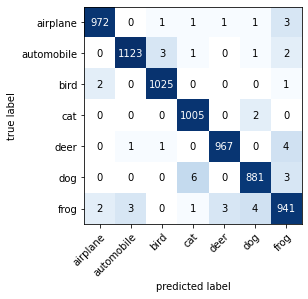 airplane 972 0 1 1 1 1 3
automobile 0 1123 3 1 0 1 2
bird 2 0 1025 0 0 0 1
cat 0 0 0 1005 0 2 0
deer 0 1 1 0 967 0 4
dog 0 0 0 6 0 881 3
frog 2 3 0 1 3 4 941
true label
airplane automobile bird cat deer dog frog
predicted label